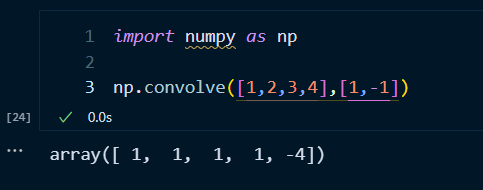 1 import numpy as np
2
3 np.convolve([1,2,3,4],[1,-1])
[24] ✓ 0.0s
... array([ 1,  1,  1,  1, -4])